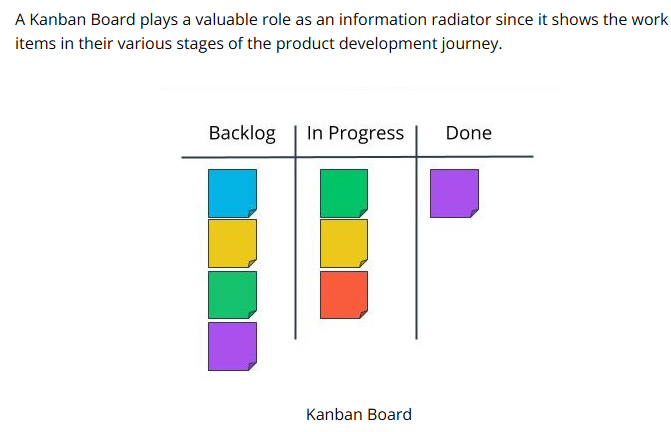 A Kanban Board plays a valuable role as an information radiator since it shows the work
items in their various stages of the product development journey.
Backlog In Progress Done
Kanban Board